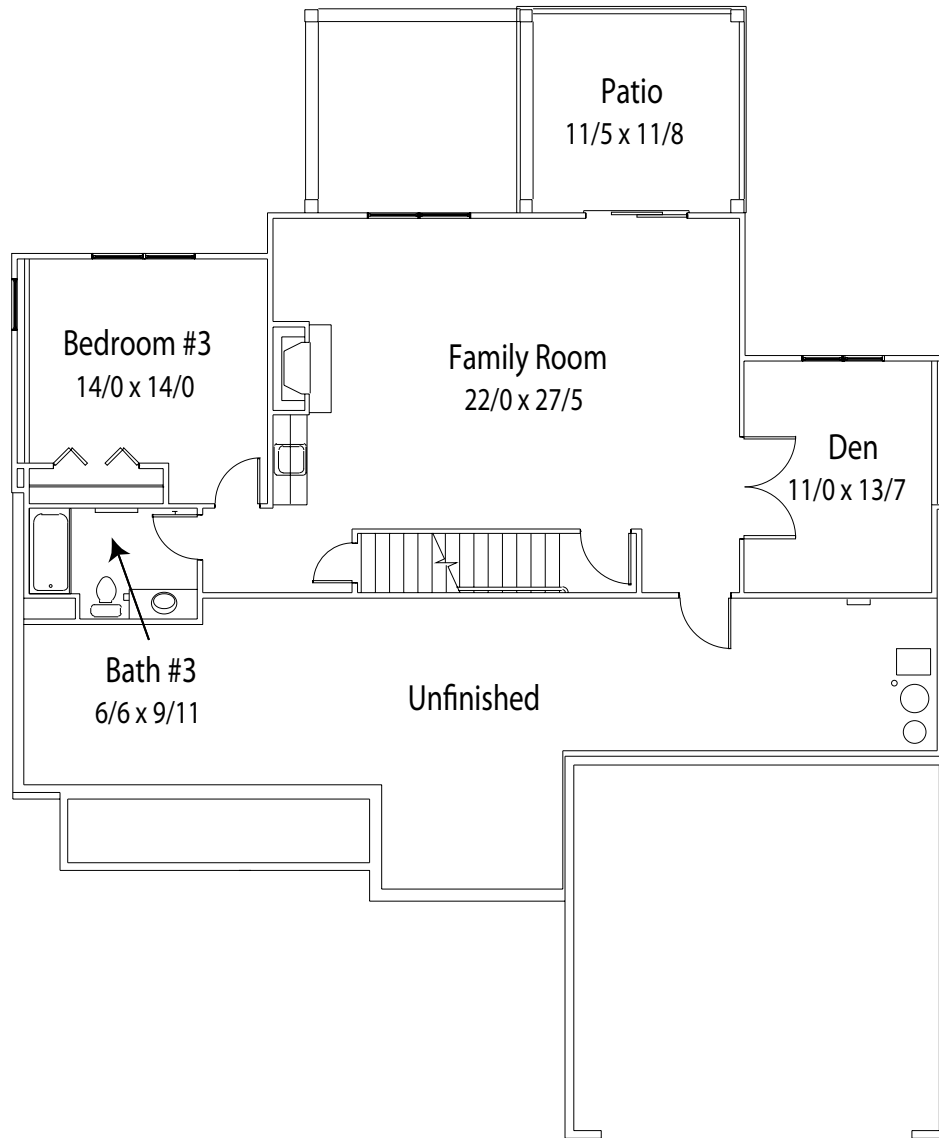 Patio
11/5 x 11/8
Bedroom #3
14/0 x 14/0
Family Room
22/0 x 27/5
Den
11/0 x 13/7
Bath #3
6/6 x 9/11
Unfinished